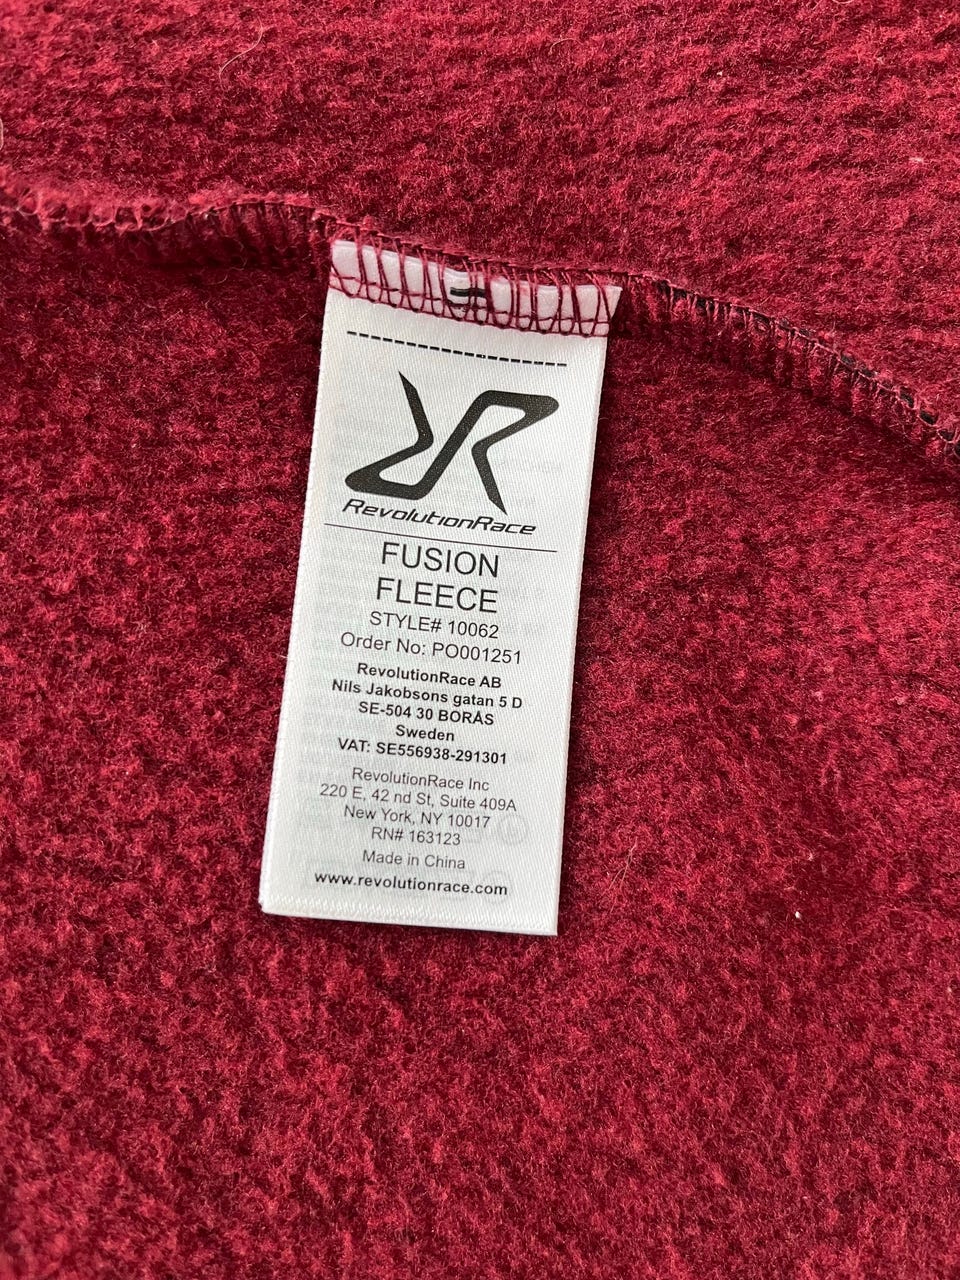 RevolutionRace
FUSION
FLEECE
STYLE# 10062
Order No: PO001251
RevolutionRace AB
Nils Jakobsons gatan 5 D
SE-504 30 BORÅS
Sweden
VAT: SE556938-291301
RevolutionRace Inc
220 E, 42 nd St, Suite 409A
New York, NY 10017
RN# 163123
Made in China
www.revolutionrace.com